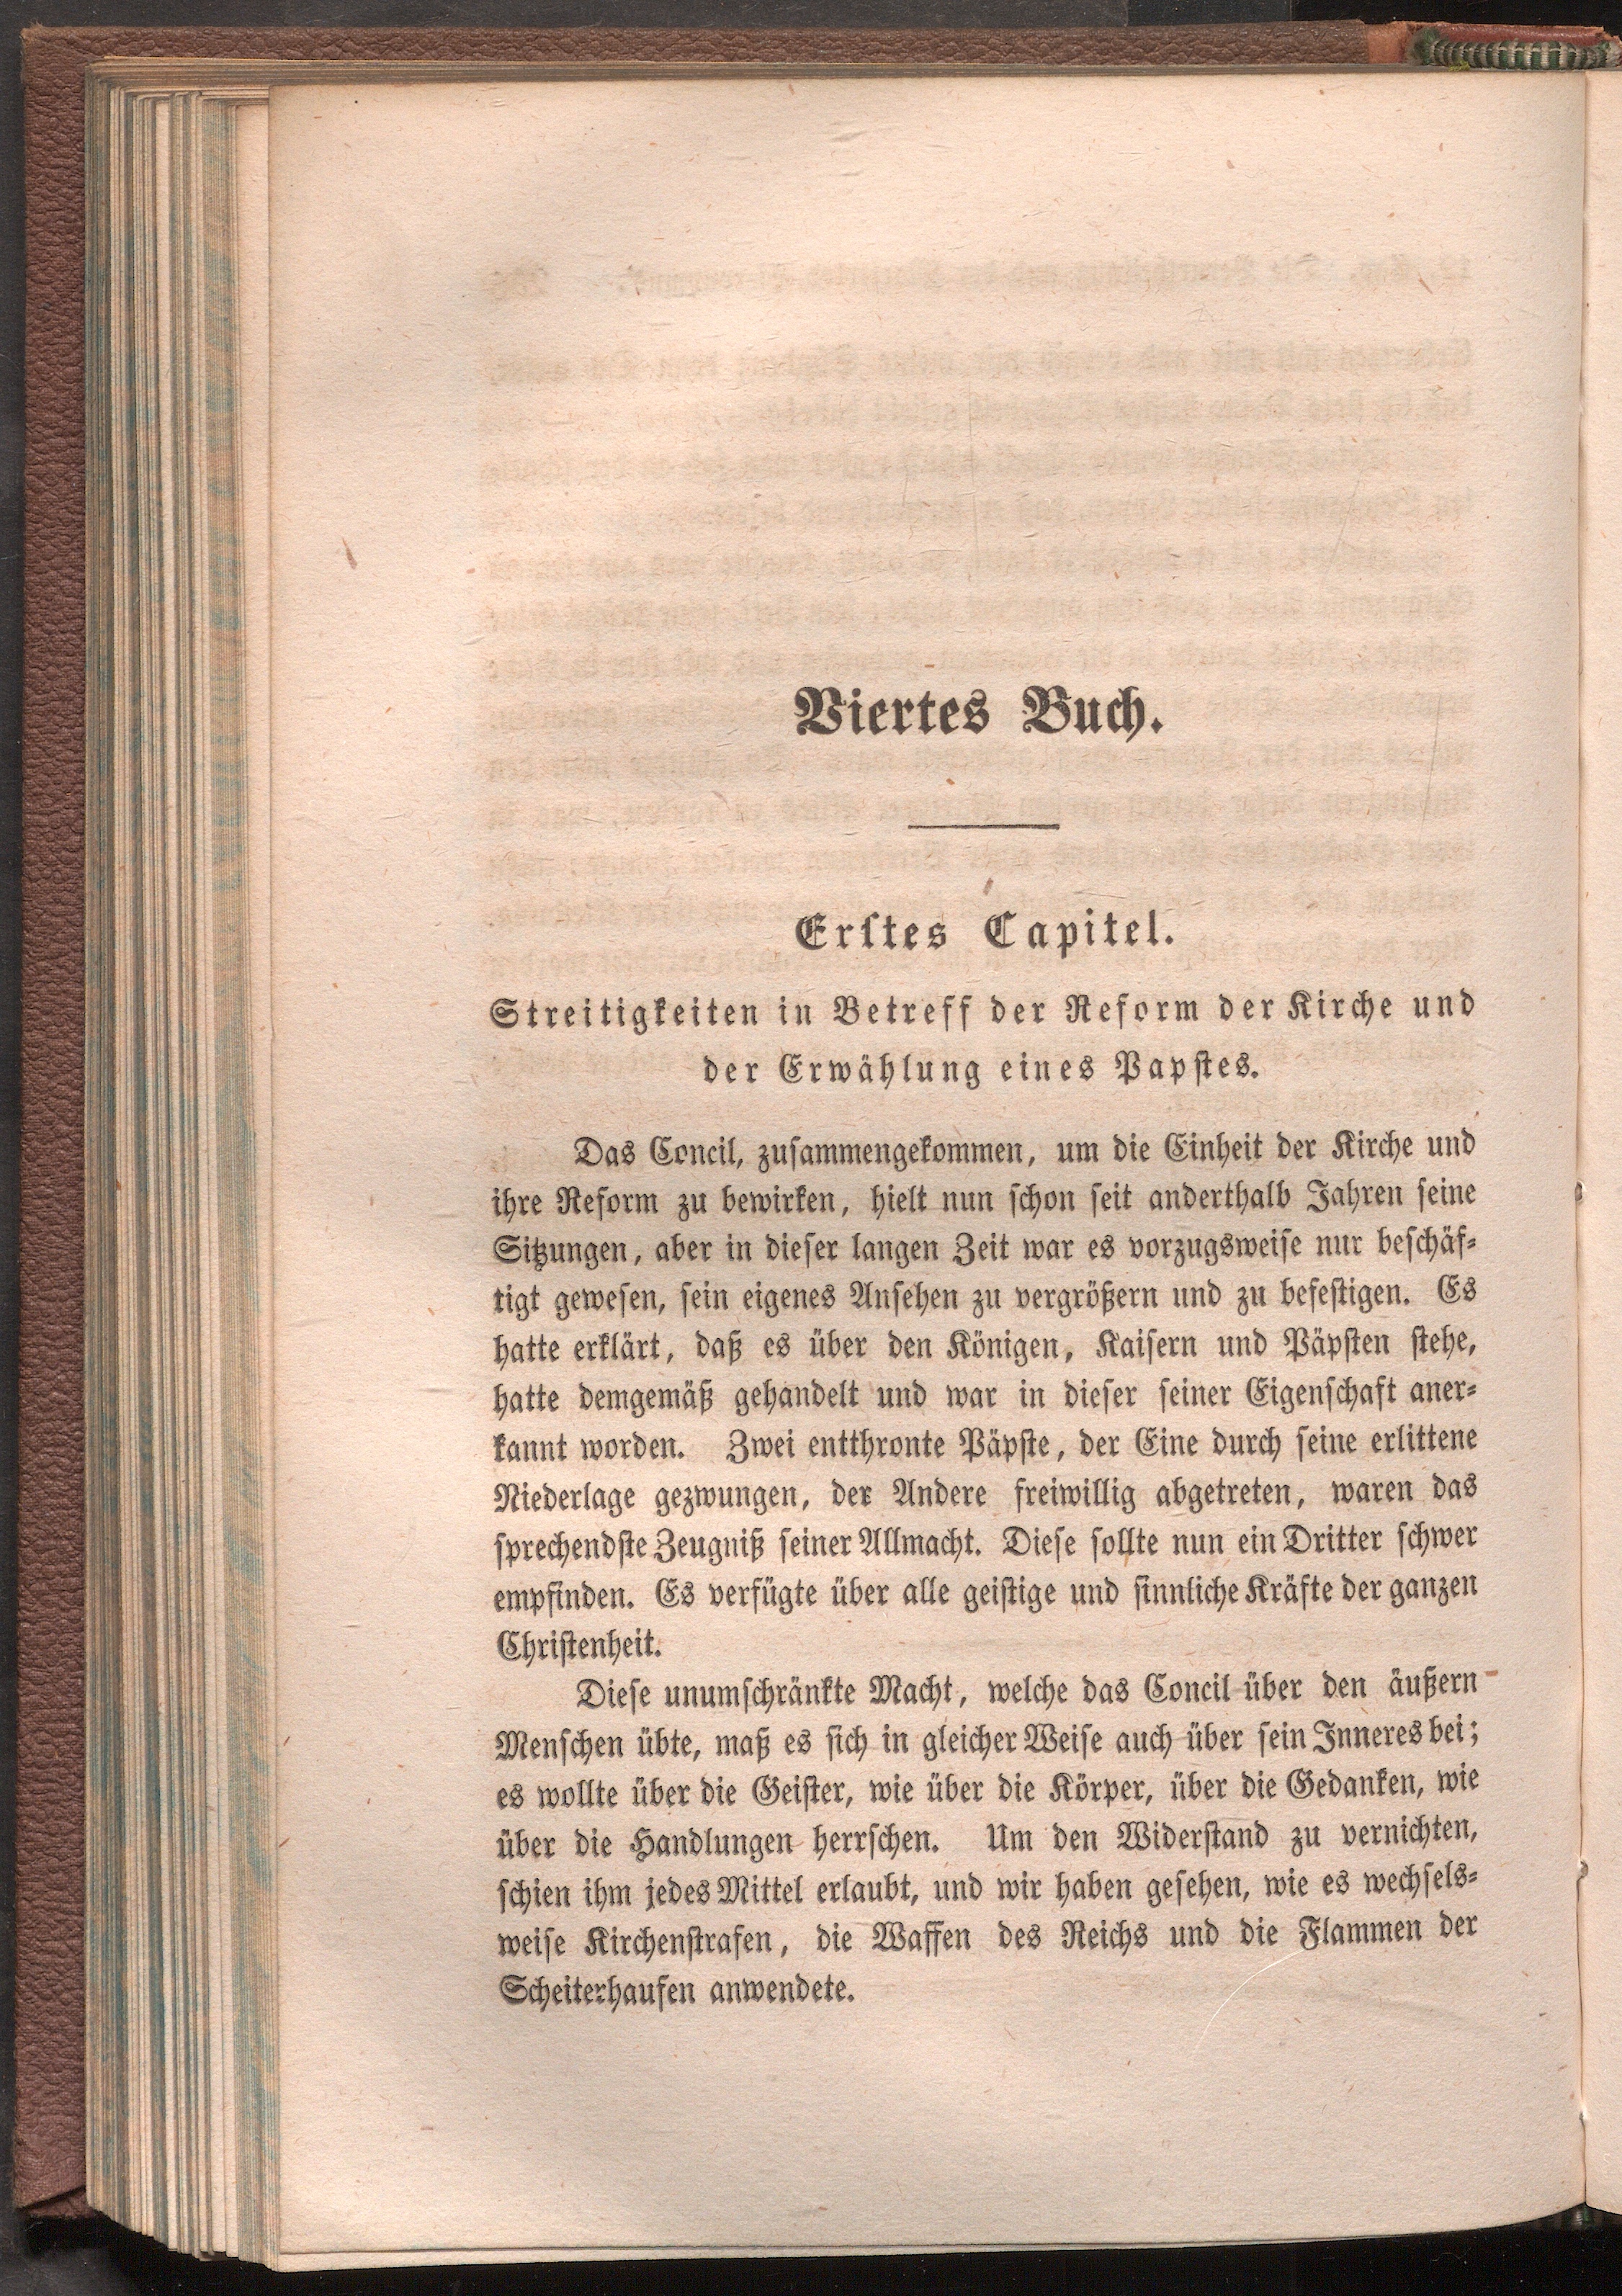 Viertes Buch.
Erstes Capitel.
Streitigkeiten in Betreff der Reform der Kirche und
der Erwählung eines Papstes.
Das Concil, zusammengekommen, um die Einheit der Kirche und
ihre Reform zu bewirken, hielt nun schon seit anderthalb Jahren seine
Sitzungen, aber in dieser langen Zeit war es vorzugsweise nur beschäf-
tigt gewesen, sein eigenes Ansehen zu vergrößern und zu befestigen. Es
hatte erklärt, daß es über den Königen, Kaisern und Päpsten stehe,
hatte demgemäß gehandelt und war in dieser seiner Eigenschaft aner-
kannt worden. Zwei entthronte Päpste, der Eine durch seine erlittene
Niederlage gezwungen, der Andere freiwillig abgetreten, waren das
sprechendste Zeugniß seiner Allmacht. Diese sollte nun ein Dritter schwer
empfinden. Es verfügte über alle geistige und sinnliche Kräfte der ganzen
Christenheit.
Diese unumschränkte Macht, welche das Concil über den äußern
Menschen übte, maß es sich in gleicher Weise auch über sein Inneres bei;
es wollte über die Geister, wie über die Körper, über die Gedanken, wie
über die Handlungen herrschen. Um den Widerstand zu vernichten,
schien ihm jedes Mittel erlaubt, und wir haben gesehen, wie es wechsels-
weise Kirchenstrafen, die Waffen des Reichs und die Flammen der
Scheiterhaufen anwendete.